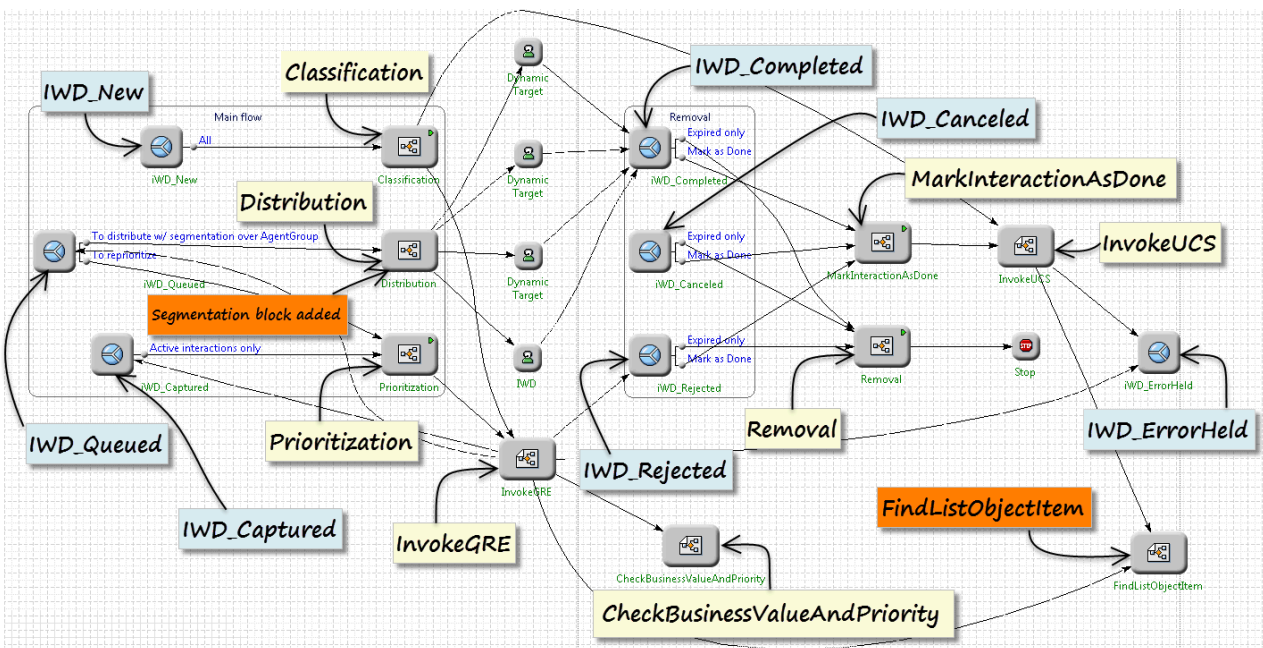 IWD_New
Classification
Dynamic
Target
IWD_Completed
IWD_Canceled
Main flow
All
iWD_New
Classification
Dynamic
Target
Removal
Expired only
Mark as Done
iWD_Completed
MarkInteractionAsDone
Distribution
To distribute w/ segmentation over AgentGroup
To reprioritize
iWD_Queued
Distribution
Segmentation block added
Dynamic
Target
Expired only
Mark as Done
iWD_Canceled
MarkInteractionAsDone
InvokeUCS
InvokeUCS
Active interactions only
iWD_Captured
Prioritization
IWD
Expired only
Mark as Done
iWD_Rejected
Removal
Stop
iWD_ErrorHeld
IWD_Queued
Prioritization
InvokeGRE
IWD_Rejected
Removal
IWD_ErrorHeld
IWD_Captured
InvokeGRE
FindListObjectItem
CheckBusinessValueAndPriority
FindListObjectItem
CheckBusinessValueAndPriority